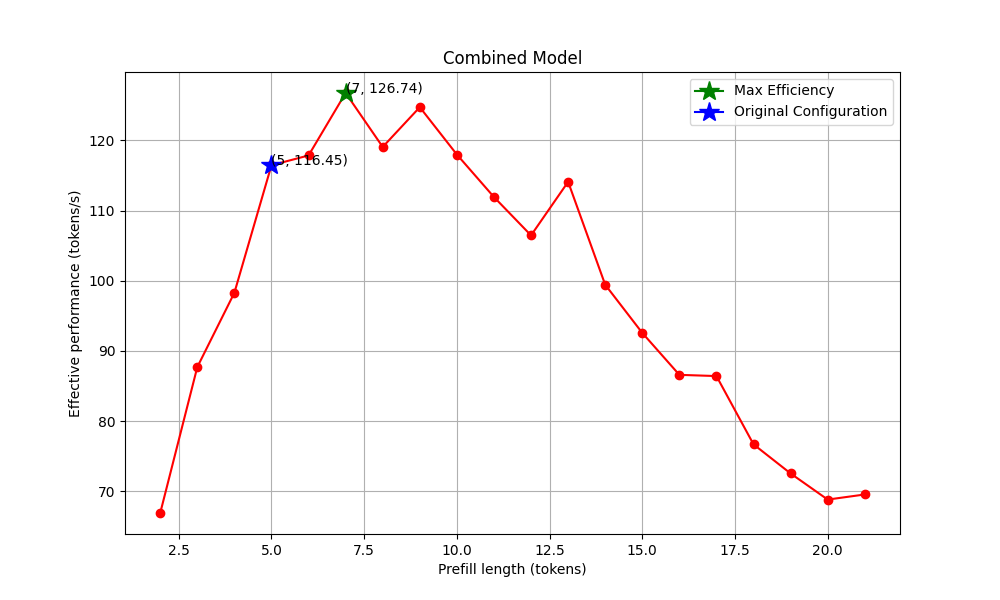 Combined Model
Max Efficiency
Original Configuration
(7, 126.74)
(5, 116.45)
Effective performance (tokens/s)
120
110
100
90
80
70
2.5 5.0 7.5 10.0 12.5 15.0 17.5 20.0
Prefill length (tokens)